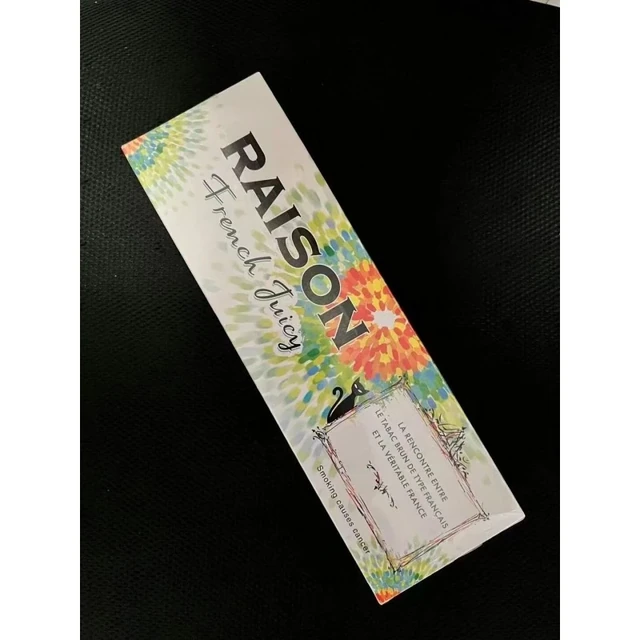 RAISON
French Juicy
LA RENCONTRE ENTRE
LE TABAC BRUN DE TYPE FRANÇAIS
ET LA VÉRITABLE FRANCE
Smoking causes cancer